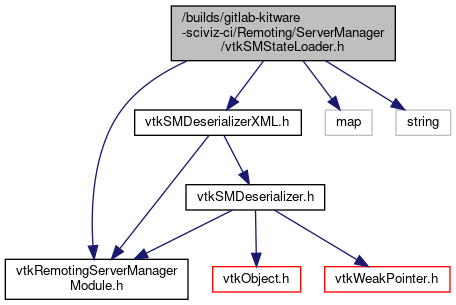 /builds/gitlab-kitware
-sciviz-ci/Remoting/ServerManager
/vtkSMStateLoader.h
vtkSMDeserializerXML.h
map
string
vtkSMDeserializer.h
vtkRemotingServerManager
Module.h
vtkObject.h
vtkWeakPointer.h